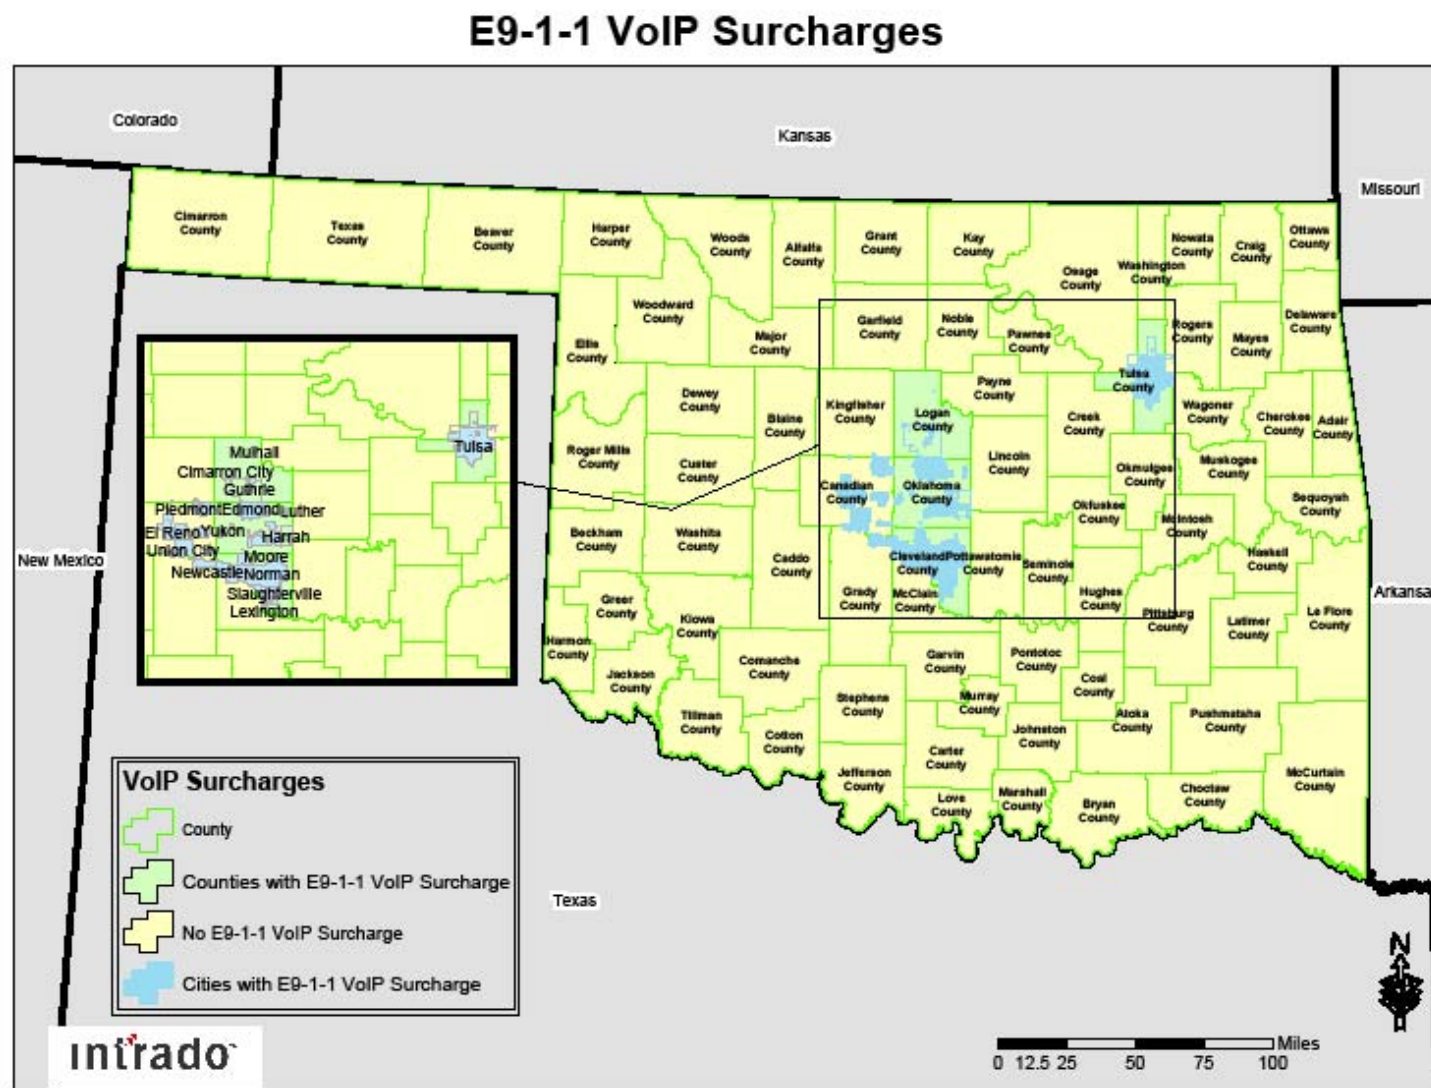 E9-1-1 VoIP Surcharges
Colorado
Kansas
Missouri
New Mexico
Arkansa
Texas
Cimarron
County
Texas
County
Beaver
County
Harper
County
Woods
County
Alfalfa
County
Grant
County
Kay
County
Osage
County
Washington
County
Nowata
County
Craig
County
Ottawa
County
Woodward
County
Ellis
County
Major
County
Garfield
County
Noble
County
Pawnee
County
Rogers
County
Mayes
County
Delaware
County
Tulsa
County
Dewey
County
Blaine
County
Kingfisher
County
Logan
County
Payne
County
Creek
County
Wagoner
County
Cherokee
County
Adair
County
Roger Mills
County
Custer
County
Canadian
County
Oklahoma
County
Lincoln
County
Okmulgee
County
Muskogee
County
Sequoyah
County
Okfuskee
County
McIntosh
County
Beckham
County
Washita
County
Caddo
County
Cleveland
County
Pottawatomie
County
Seminole
County
Haskell
County
Grady
County
McClain
County
Hughes
County
Pittsburg
County
Latimer
County
Le Flore
County
Greer
County
Kiowa
County
Harmon
County
Jackson
County
Comanche
County
Garvin
County
Pontotoc
County
Coal
County
Tillman
County
Cotton
County
Stephens
County
Murray
County
Johnston
County
Atoka
County
Pushmataha
County
Carter
County
Jefferson
County
Love
County
Marshall
County
Bryan
County
Choctaw
County
McCurtain
County
Tulsa
Mulhall
Cimarron City
Guthrie
Piedmont
Edmond
Luther
El Reno
Yukon
Harrah
Union City
Moore
Newcastle
Norman
Slaughterville
Lexington
VoIP Surcharges
County
Counties with E9-1-1 VoIP Surcharge
No E9-1-1 VoIP Surcharge
Cities with E9-1-1 VoIP Surcharge
intrado
N
Miles
0 12.5 25 50 75 100